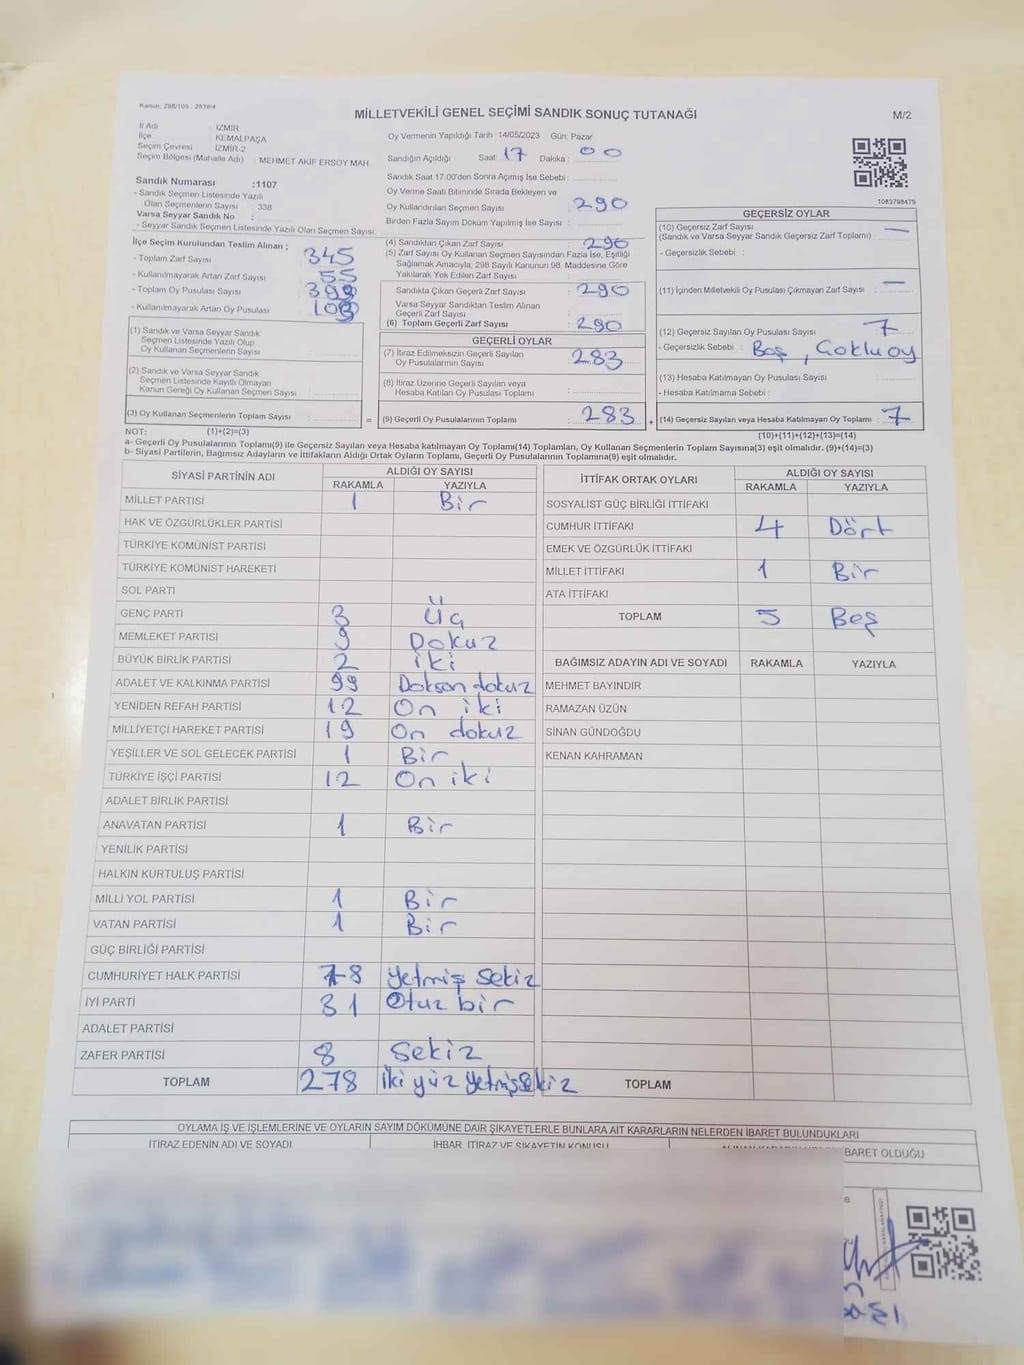 Kanun: 298/105 - 2839/4
MİLLETVEKİLİ GENEL SEÇİMİ SANDIK SONUÇ TUTANAĞI
M/2
İl Adı : İZMİR
İlçe : KEMALPAŞA
Seçim Çevresi : İZMİR-2
Seçim Bölgesi (Mahalle Adı) : MEHMET AKİF ERSOY MAH.
Oy Vermenin Yapıldığı Tarih :14/05/2023 Gün: Pazar
Sandığın Açıldığı Saat: 17 Dakika: 00
Sandık Saat 17.00'den Sonra Açılmış İse Sebebi :
Oy Verme Saati Bitiminde Sırada Bekleyen ve
Oy Kullandırılan Seçmen Sayısı : 290
Birden Fazla Sayım Döküm Yapılmış İse Sayısı :
1083798479
Sandık Numarası :1107
- Sandık Seçmen Listesinde Yazılı
Olan Seçmenlerin Sayısı : 338
Varsa Seyyar Sandık No :
- Seyyar Sandık Seçmen Listesinde Yazılı Olan Seçmen Sayısı :
İlçe Seçim Kurulundan Teslim Alınan ;
- Toplam Zarf Sayısı : 345
- Kullanılmayarak Artan Zarf Sayısı : 55
- Toplam Oy Pusulası Sayısı :
- Kullanılmayarak Artan Oy Pusulası :
(1) Sandık ve Varsa Seyyar Sandık
Seçmen Listesinde Yazılı Olup
Oy Kullanan Seçmenlerin Sayısı :
(2) Sandık ve Varsa Seyyar Sandık
Seçmen Listesinde Kayıtlı Olmayan
Kanun Gereği Oy Kullanan Seçmen Sayısı :
(3) Oy Kullanan Seçmenlerin Toplam Sayısı :
(4) Sandıktan Çıkan Zarf Sayısı : 290
(5) Zarf Sayısı Oy Kullanan Seçmen Sayısından Fazla İse, Eşitliği
Sağlamak Amacıyla; 298 Sayılı Kanunun 98. Maddesine Göre
Yakılarak Yok Edilen Zarf Sayısı :
Sandıkta Çıkan Geçerli Zarf Sayısı : 290
Varsa Seyyar Sandıktan Teslim Alınan
Geçerli Zarf Sayısı :
(6) Toplam Geçerli Zarf Sayısı : 290
GEÇERLİ OYLAR
(7) İtiraz Edilmeksizin Geçerli Sayılan
Oy Pusulalarının Sayısı : 283
(8) İtiraz Üzerine Geçerli Sayılan veya
Hesaba Katılan Oy Pusulası Toplamı :
= (9) Geçerli Oy Pusulalarının Toplamı : 283
GEÇERSİZ OYLAR
(10) Geçersiz Zarf Sayısı : —
(Sandık ve Varsa Seyyar Sandık Geçersiz Zarf Toplamı)
- Geçersizlik Sebebi :
(11) İçinden Milletvekili Oy Pusulası Çıkmayan Zarf Sayısı : —
(12) Geçersiz Sayılan Oy Pusulası Sayısı : 7
- Geçersizlik Sebebi : Boş, Çoklu oy
(13) Hesaba Katılmayan Oy Pusulası Sayısı :
- Hesaba Katılmama Sebebi :
+ (14) Geçersiz Sayılan veya Hesaba Katılmayan Oy Toplamı : 7
NOT: (1)+(2)=(3)
(10)+(11)+(12)+(13)=(14)
a- Geçerli Oy Pusulalarının Toplamı(9) ile Geçersiz Sayılan veya Hesaba katılmayan Oy Toplamı(14) Toplamları, Oy Kullanan Seçmenlerin Toplam Sayısına(3) eşit olmalıdır. (9)+(14)=(3)
b- Siyasi Partilerin, Bağımsız Adayların ve İttifakların Aldığı Ortak Oyların Toplamı, Geçerli Oy Pusulalarının Toplamına(9) eşit olmalıdır.
SİYASİ PARTİNİN ADI ALDIĞI OY SAYISI
RAKAMLA YAZIYLA
MİLLET PARTİSİ 1 Bir
HAK VE ÖZGÜRLÜKLER PARTİSİ
TÜRKİYE KOMÜNİST PARTİSİ
TÜRKİYE KOMÜNİST HAREKETİ
SOL PARTİ
GENÇ PARTİ 3 Üç
MEMLEKET PARTİSİ 9 Dokuz
BÜYÜK BİRLİK PARTİSİ 2 iki
ADALET VE KALKINMA PARTİSİ 99 Doksan dokuz
YENİDEN REFAH PARTİSİ 12 On iki
MİLLİYETÇİ HAREKET PARTİSİ 19 On dokuz
YEŞİLLER VE SOL GELECEK PARTİSİ 1 Bir
TÜRKİYE İŞÇİ PARTİSİ 12 On iki
ADALET BİRLİK PARTİSİ
ANAVATAN PARTİSİ 1 Bir
YENİLİK PARTİSİ
HALKIN KURTULUŞ PARTİSİ
MİLLİ YOL PARTİSİ 1 Bir
VATAN PARTİSİ 1 Bir
GÜÇ BİRLİĞİ PARTİSİ
CUMHURİYET HALK PARTİSİ 78 Yetmiş sekiz
İYİ PARTİ 31 Otuz bir
ADALET PARTİSİ
ZAFER PARTİSİ 8 Sekiz
TOPLAM 278 iki yüz yetmiş sekiz
İTTİFAK ORTAK OYLARI ALDIĞI OY SAYISI
RAKAMLA YAZIYLA
SOSYALİST GÜÇ BİRLİĞİ İTTİFAKI
CUMHUR İTTİFAKI 4 Dört
EMEK VE ÖZGÜRLÜK İTTİFAKI
MİLLET İTTİFAKI 1 Bir
ATA İTTİFAKI
TOPLAM 5 Beş
BAĞIMSIZ ADAYIN ADI VE SOYADI RAKAMLA YAZIYLA
MEHMET BAYINDIR
RAMAZAN ÜZÜN
SİNAN GÜNDOĞDU
KENAN KAHRAMAN
TOPLAM
OYLAMA İŞ VE İŞLEMLERİNE VE OYLARIN SAYIM DÖKÜMÜNE DAİR ŞİKAYETLERLE BUNLARA AİT KARARLARIN NELERDEN İBARET BULUNDUKLARI
İTİRAZ EDENİN ADI VE SOYADI İHBAR, İTİRAZ VE ŞİKAYETİN KONUSU BARET OLDUĞU